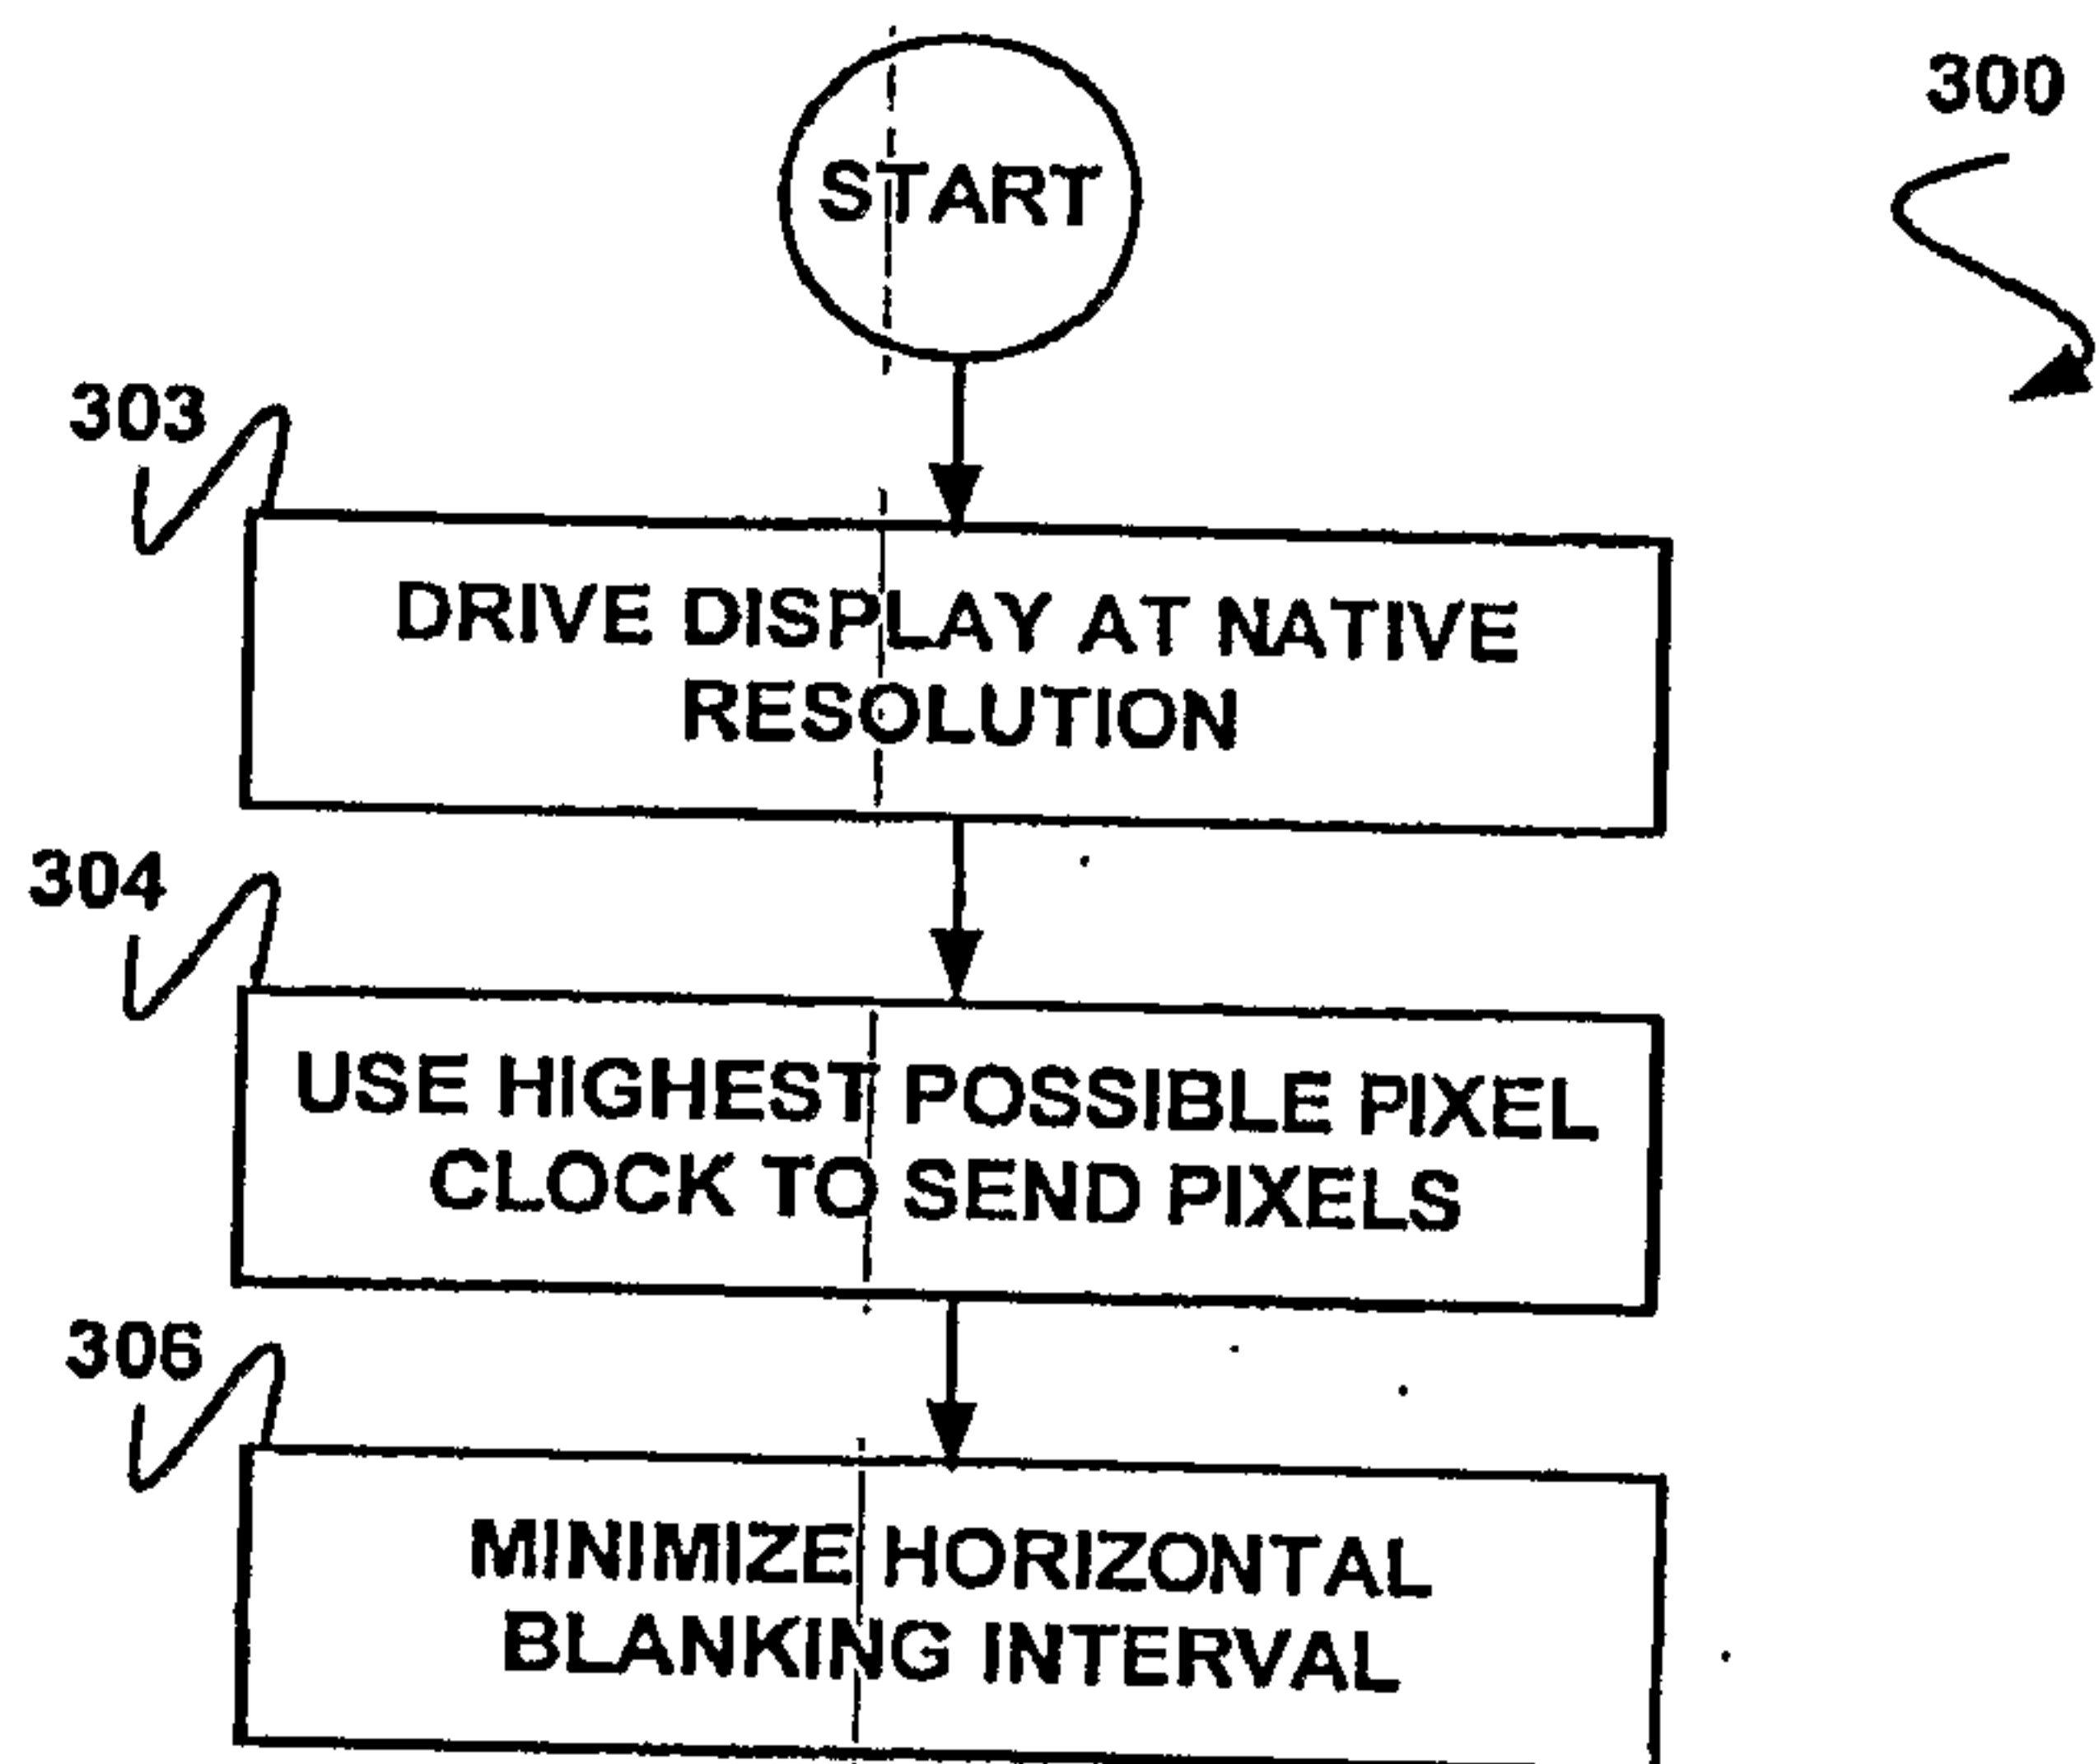 START
300
303
DRIVE DISPLAY AT NATIVE
RESOLUTION
304
USE HIGHEST POSSIBLE PIXEL
CLOCK TO SEND PIXELS
306
MINIMIZE HORIZONTAL
BLANKING INTERVAL